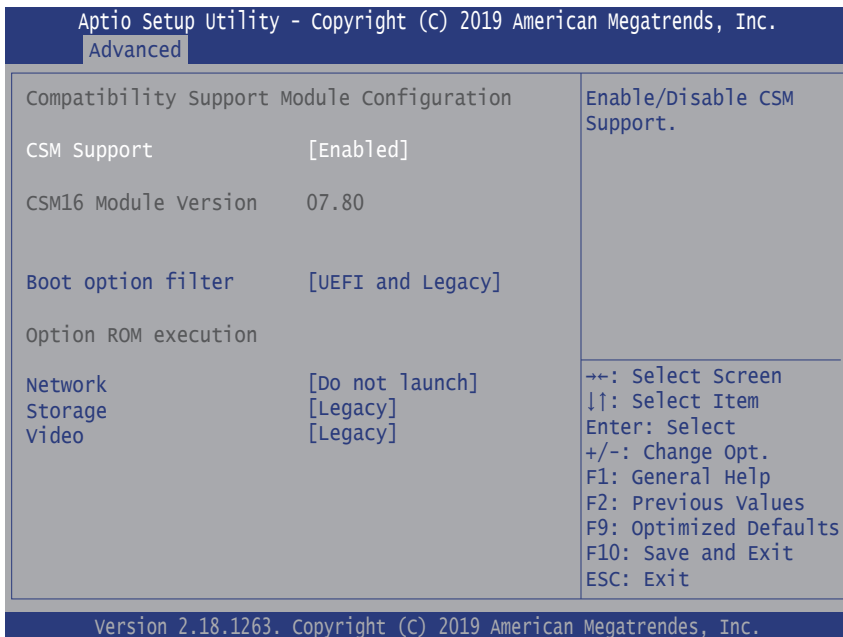 Aptio Setup Utility - Copyright (C) 2019 American Megatrends, Inc.
Advanced
Compatibility Support Module Configuration
CSM Support [Enabled]
CSM16 Module Version 07.80
Boot option filter [UEFI and Legacy]
Option ROM execution
Network [Do not launch]
Storage [Legacy]
Video [Legacy]
Enable/Disable CSM
Support.
→←: Select Screen
↓↑: Select Item
Enter: Select
+/-: Change Opt.
F1: General Help
F2: Previous Values
F9: Optimized Defaults
F10: Save and Exit
ESC: Exit
Version 2.18.1263. Copyright (C) 2019 American Megatrendes, Inc.